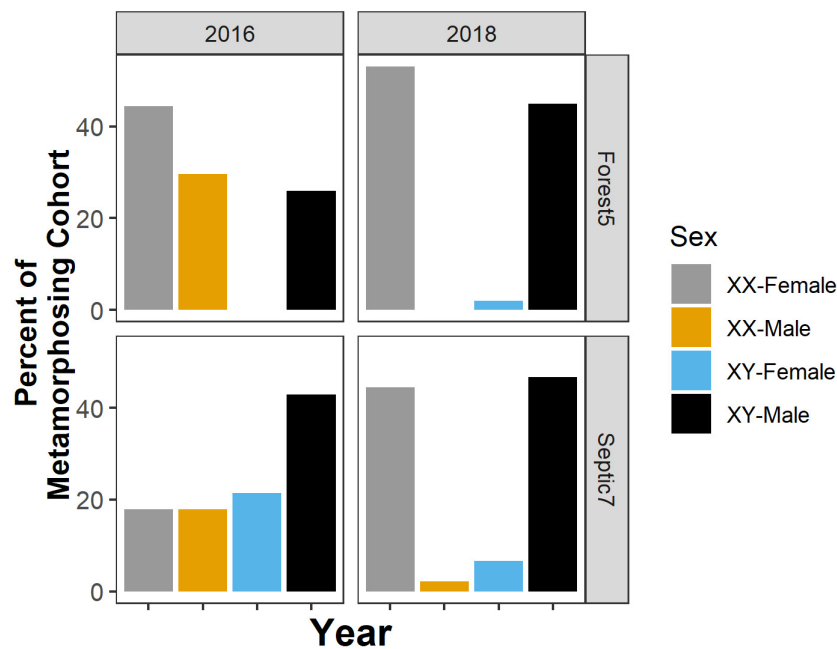 2016
2018
Percent of
Metamorphosing Cohort
40
20
0
Forest5
40
20
0
Septic7
Year
Sex
XX-Female
XX-Male
XY-Female
XY-Male